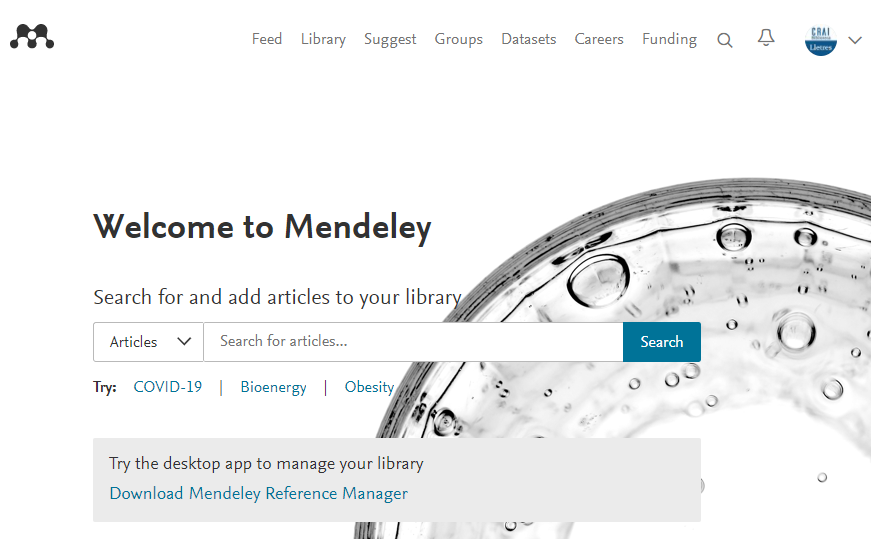 Feed Library Suggest Groups Datasets Careers Funding
CRAI
Lletres
Welcome to Mendeley
Search for and add articles to your library
Articles Search for articles... Search
Try: COVID-19 | Bioenergy | Obesity
Try the desktop app to manage your library
Download Mendeley Reference Manager